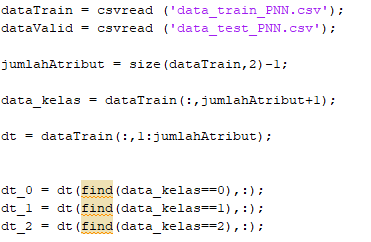 dataTrain = csvread ('data_train_PNN.csv');
dataValid = csvread ('data_test_PNN.csv');
jumlahAtribut = size(dataTrain,2)-1;
data_kelas = dataTrain(:,jumlahAtribut+1);
dt = dataTrain(:,1:jumlahAtribut);
dt_0 = dt(find(data_kelas==0),:);
dt_1 = dt(find(data_kelas==1),:);
dt_2 = dt(find(data_kelas==2),:);